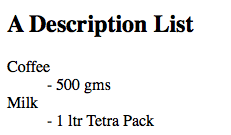 A Description List
Coffee
- 500 gms
Milk
- 1 ltr Tetra Pack